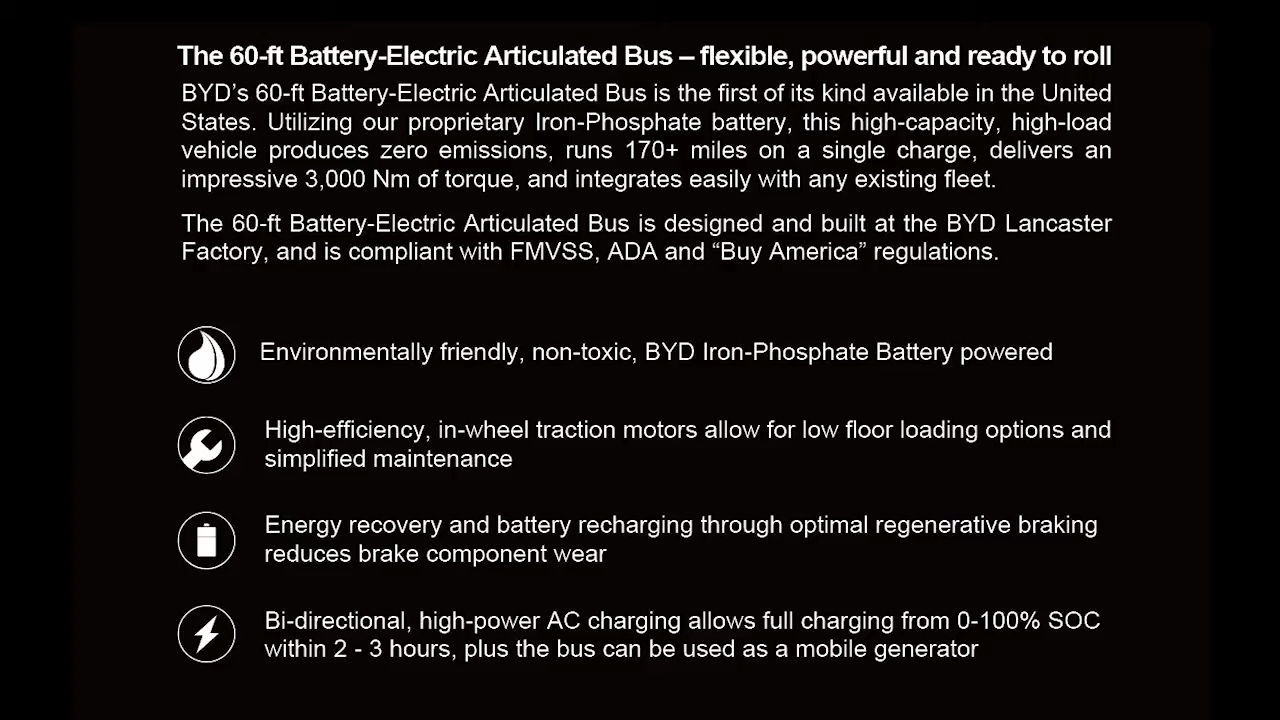 The 60-ft Battery-Electric Articulated Bus – flexible, powerful and ready to roll
BYD’s 60-ft Battery-Electric Articulated Bus is the first of its kind available in the United
States. Utilizing our proprietary Iron-Phosphate battery, this high-capacity, high-load
vehicle produces zero emissions, runs 170+ miles on a single charge, delivers an
impressive 3,000 Nm of torque, and integrates easily with any existing fleet.
The 60-ft Battery-Electric Articulated Bus is designed and built at the BYD Lancaster
Factory, and is compliant with FMVSS, ADA and “Buy America” regulations.
Environmentally friendly, non-toxic, BYD Iron-Phosphate Battery powered
High-efficiency, in-wheel traction motors allow for low floor loading options and
simplified maintenance
Energy recovery and battery recharging through optimal regenerative braking
reduces brake component wear
Bi-directional, high-power AC charging allows full charging from 0-100% SOC
within 2 - 3 hours, plus the bus can be used as a mobile generator